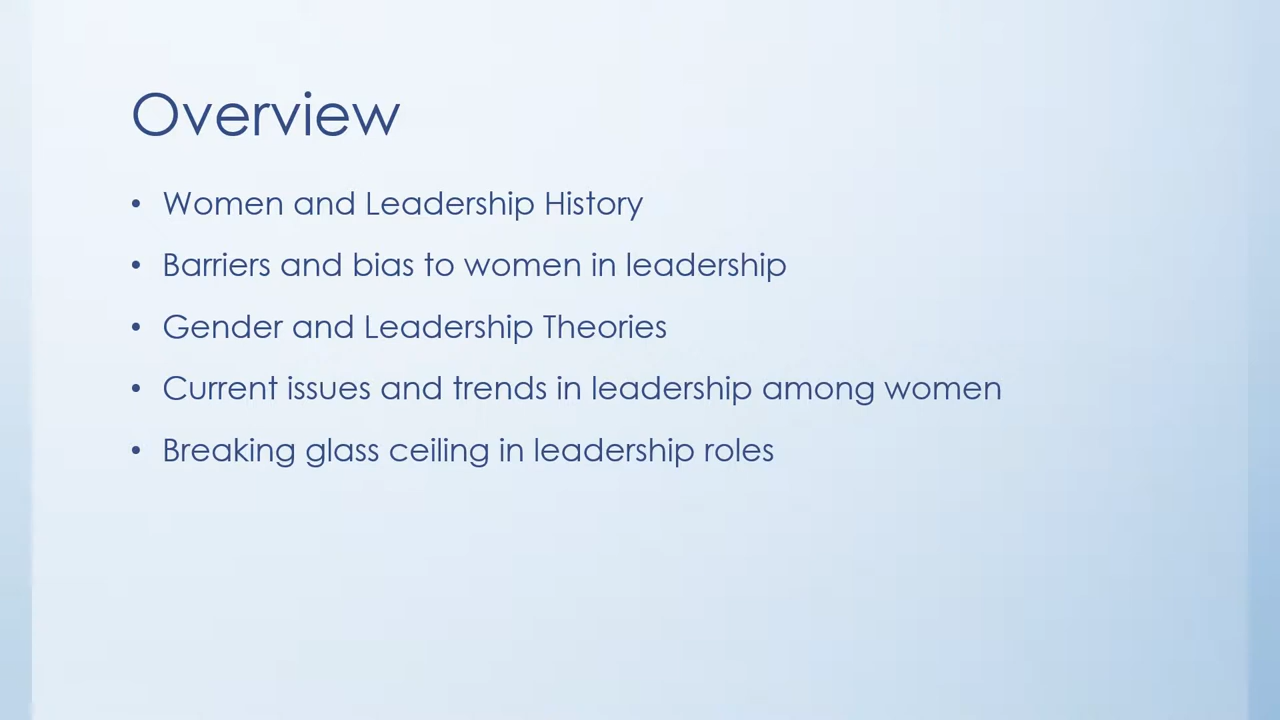 Overview
• Women and Leadership History
• Barriers and bias to women in leadership
• Gender and Leadership Theories
• Current issues and trends in leadership among women
• Breaking glass ceiling in leadership roles